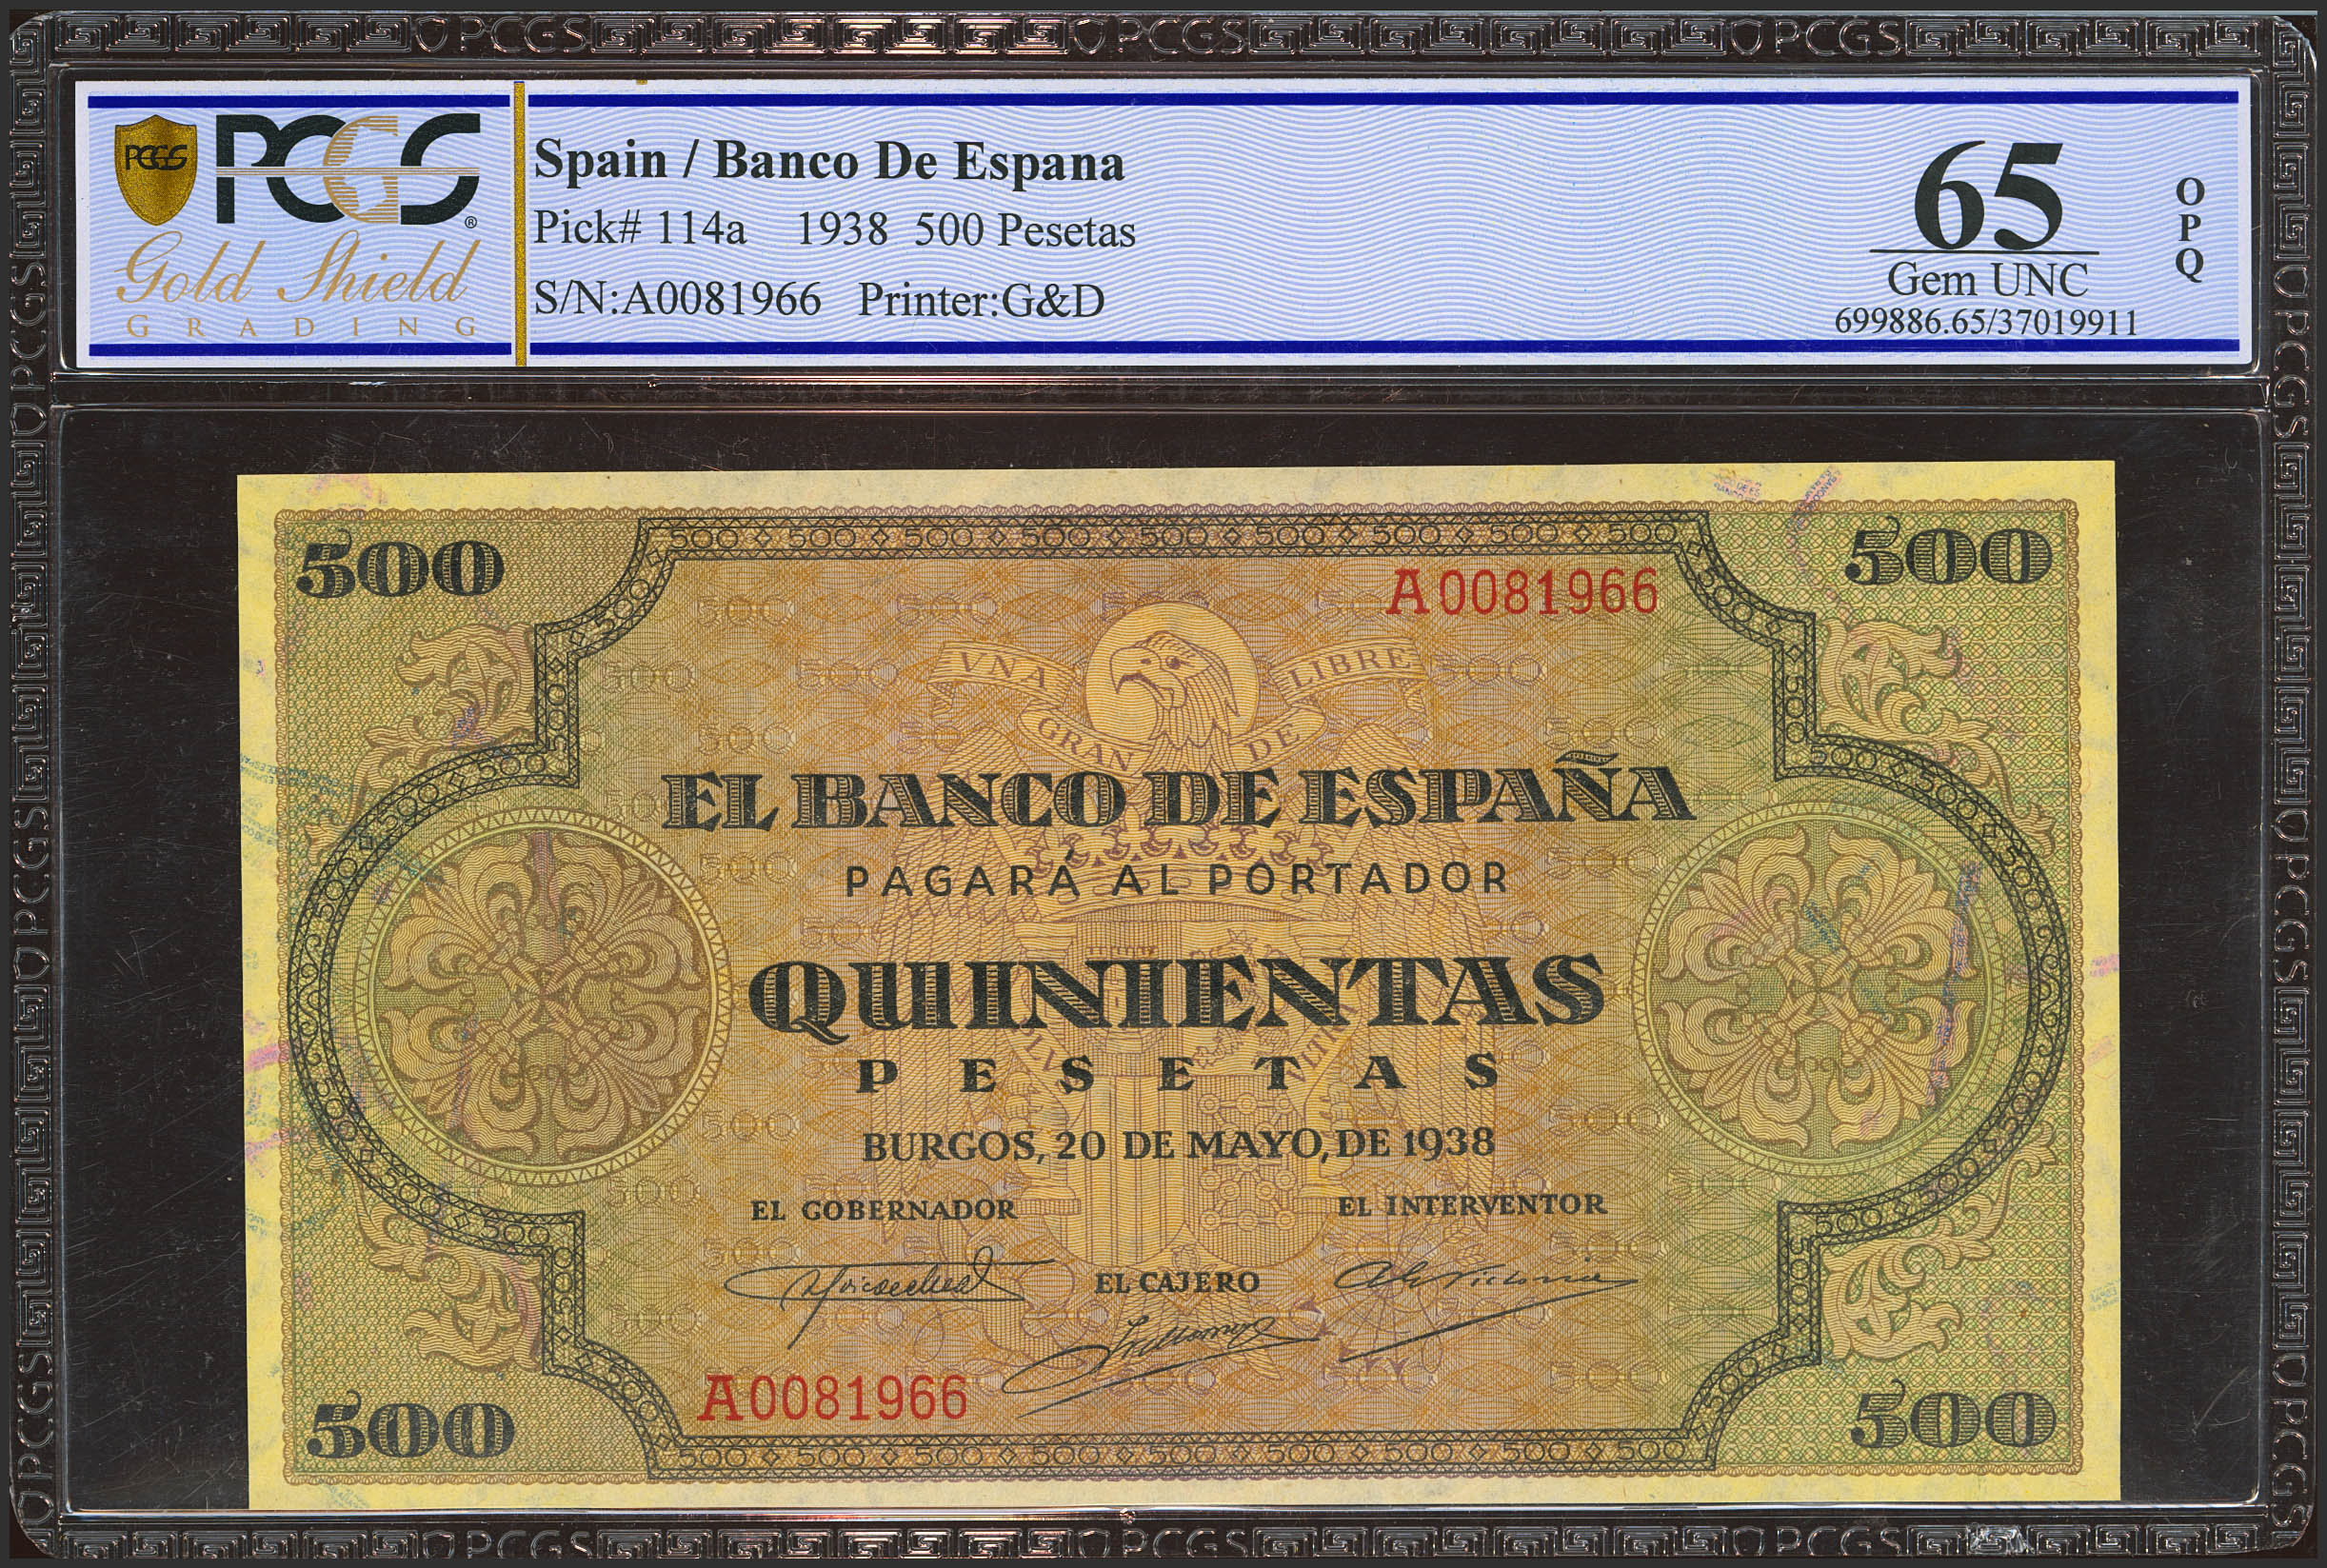 PCGS
PCGS®
Gold Shield
GRADING
Spain / Banco De Espana
Pick# 114a 1938 500 Pesetas
S/N:A0081966 Printer:G&D
65
OPQ
Gem UNC
699886.65/37019911
500 500
A0081966
VNA GRANDE LIBRE
EL BANCO DE ESPAÑA
PAGARÁ AL PORTADOR
QUINIENTAS
PESETAS
BURGOS, 20 DE MAYO, DE 1938
EL GOBERNADOR EL INTERVENTOR
EL CAJERO
A0081966
500 500